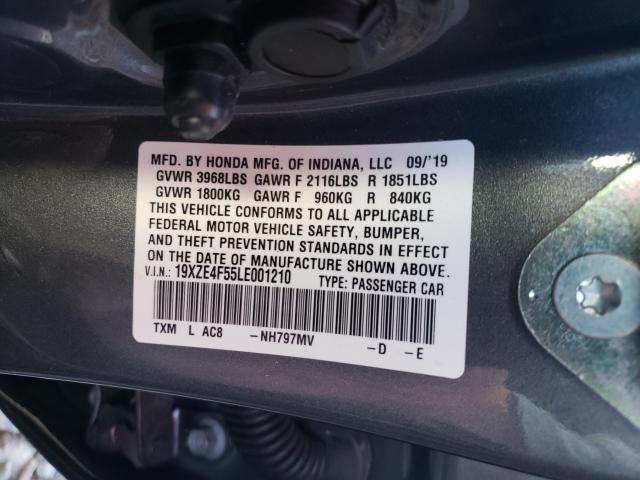 MFD. BY HONDA MFG. OF INDIANA, LLC 09/'19
GVWR 3968LBS GAWR F 2116LBS R 1851LBS
GVWR 1800KG GAWR F 960KG R 840KG
THIS VEHICLE CONFORMS TO ALL APPLICABLE
FEDERAL MOTOR VEHICLE SAFETY, BUMPER,
AND THEFT PREVENTION STANDARDS IN EFFECT
ON THE DATE OF MANUFACTURE SHOWN ABOVE.
V.I.N.: 19XZE4F55LE001210 TYPE: PASSENGER CAR
TXM L AC8 -NH797MV -D -E